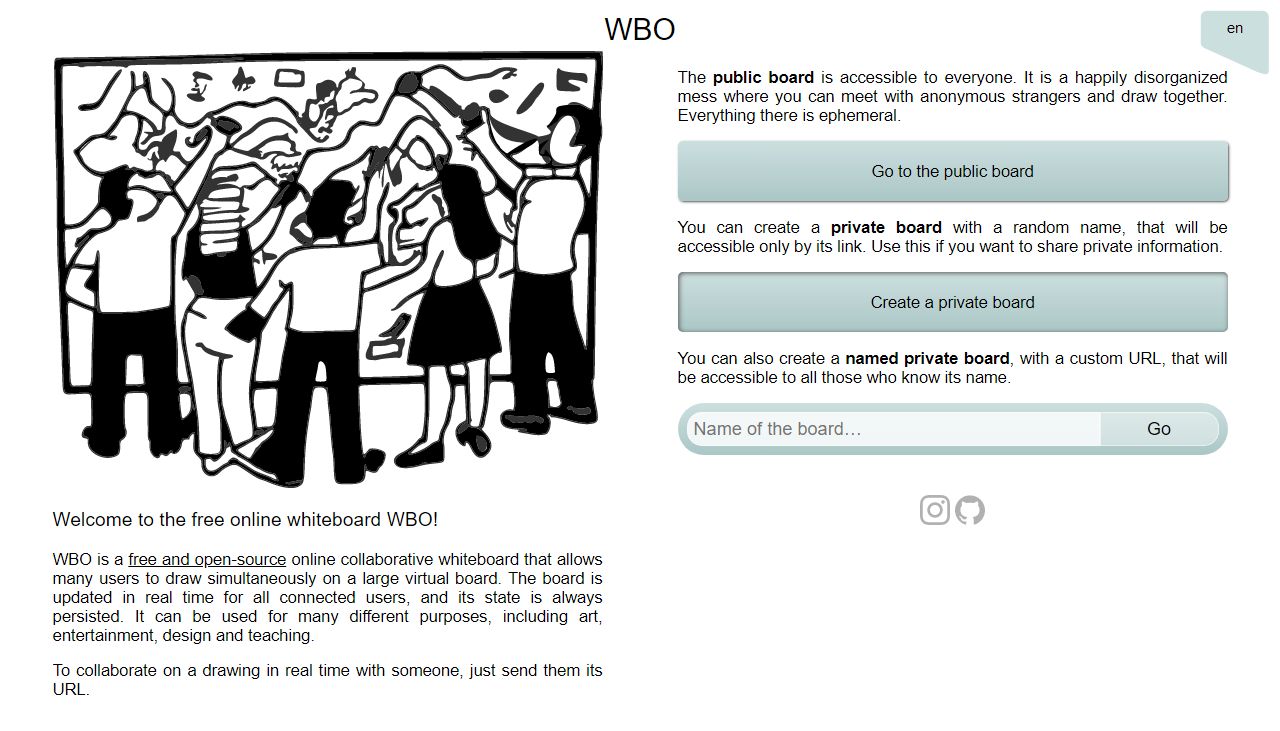 WBO
en
Welcome to the free online whiteboard WBO!
WBO is a free and open-source online collaborative whiteboard that allows
many users to draw simultaneously on a large virtual board. The board is
updated in real time for all connected users, and its state is always
persisted. It can be used for many different purposes, including art,
entertainment, design and teaching.
To collaborate on a drawing in real time with someone, just send them its
URL.
The public board is accessible to everyone. It is a happily disorganized
mess where you can meet with anonymous strangers and draw together.
Everything there is ephemeral.
Go to the public board
You can create a private board with a random name, that will be
accessible only by its link. Use this if you want to share private information.
Create a private board
You can also create a named private board, with a custom URL, that will
be accessible to all those who know its name.
Name of the board…
Go